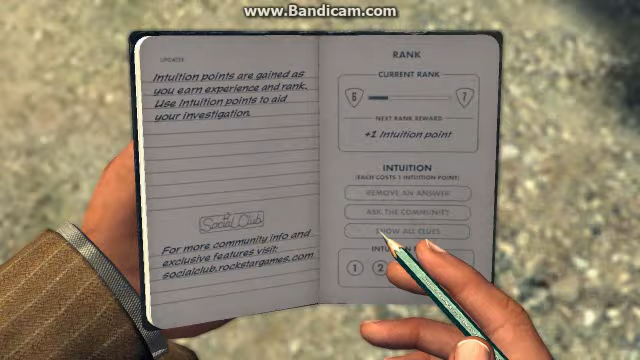 www.Bandicam.com
UPDATES
Intuition points are gained as
you earn experience and rank.
Use Intuition points to aid
your investigation.
Social Club
For more community info and
exclusive features visit:
socialclub.rockstargames.com
RANK
CURRENT RANK
6 7
NEXT RANK REWARD
+1 Intuition point
INTUITION
(EACH COSTS 1 INTUITION POINT)
REMOVE AN ANSWER
ASK THE COMMUNITY
SHOW ALL CLUES
1 2